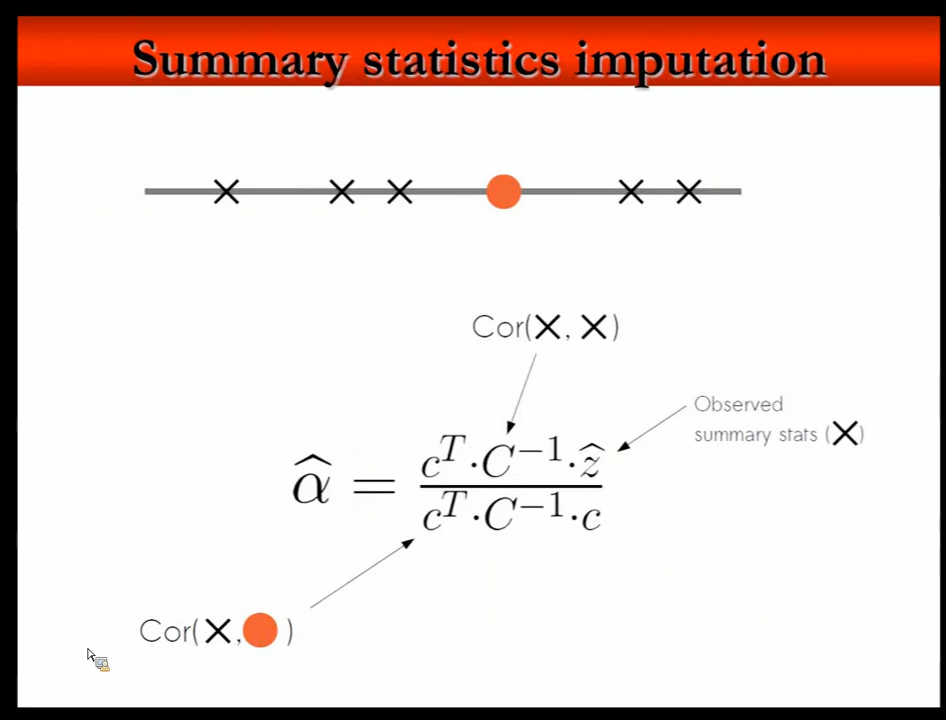 Summary statistics imputation
Cor(×, ×)
Observed
summary stats (×)
α̂ = (cᵀ · C⁻¹ · ẑ) / (cᵀ · C⁻¹ · c)
Cor(×, ●)